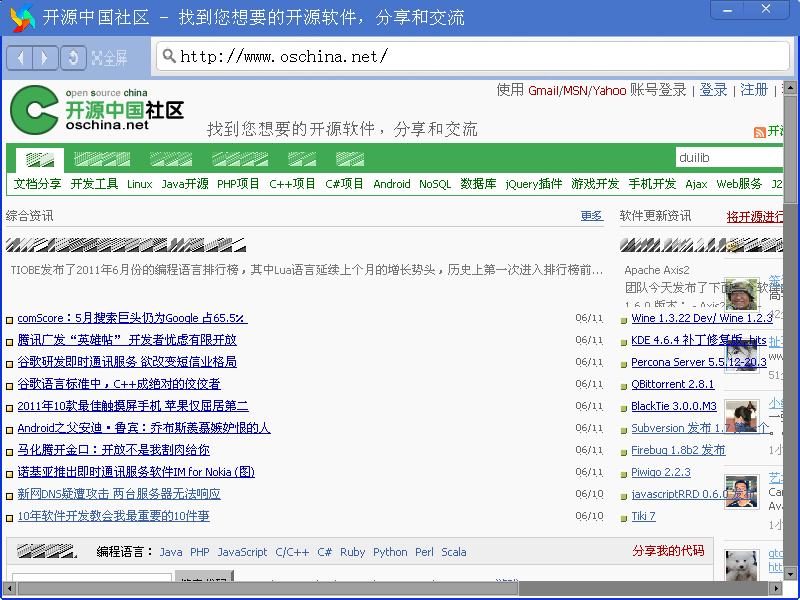 开源中国社区 - 找到您想要的开源软件，分享和交流
全屏
http://www.oschina.net/
open source china
开源中国社区
oschina.net
找到您想要的开源软件，分享和交流
使用 Gmail/MSN/Yahoo 账号登录 | 登录 | 注册 |
duilib
文档分享 开发工具 Linux Java开源 PHP项目 C++项目 C#项目 Android NoSQL 数据库 jQuery插件 游戏开发 手机开发 Ajax Web服务 J2
综合资讯 更多
TIOBE发布了2011年6月份的编程语言排行榜，其中Lua语言延续上个月的增长势头，历史上第一次进入排行榜前...
comScore：5月搜索巨头仍为Google 占65.5% 06/11
腾讯广发“英雄帖” 开发者忧虑有限开放 06/11
谷歌研发即时通讯服务 欲改变短信业格局 06/11
谷歌语言标准中，C++成绝对的佼佼者 06/11
2011年10款最佳触摸屏手机 苹果仅屈居第二 06/11
Android之父安迪·鲁宾：乔布斯羡慕嫉妒恨的人 06/11
马化腾开金口：开放不是我割肉给你 06/11
诺基亚推出即时通讯服务软件IM for Nokia (图) 06/11
新网DNS疑遭攻击 两台服务器无法响应 06/10
10年软件开发教会我最重要的10件事 06/10
软件更新资讯 将开源进行
Apache Axis2
团队今天发布了下面
1.6.0 版本： - Axis2
Wine 1.3.22 Dev/ Wine 1.2.3
KDE 4.6.4 补丁修复版 hits
Percona Server 5.5.12-20.3
QBittorrent 2.8.1
BlackTie 3.0.0.M3
Subversion 发布 1.7
Firebug 1.8b2 发布
Piwigo 2.2.3
javascriptRRD 0.6.0 发布
Tiki 7
编程语言： Java PHP JavaScript C/C++ C# Ruby Python Perl Scala 分享我的代码